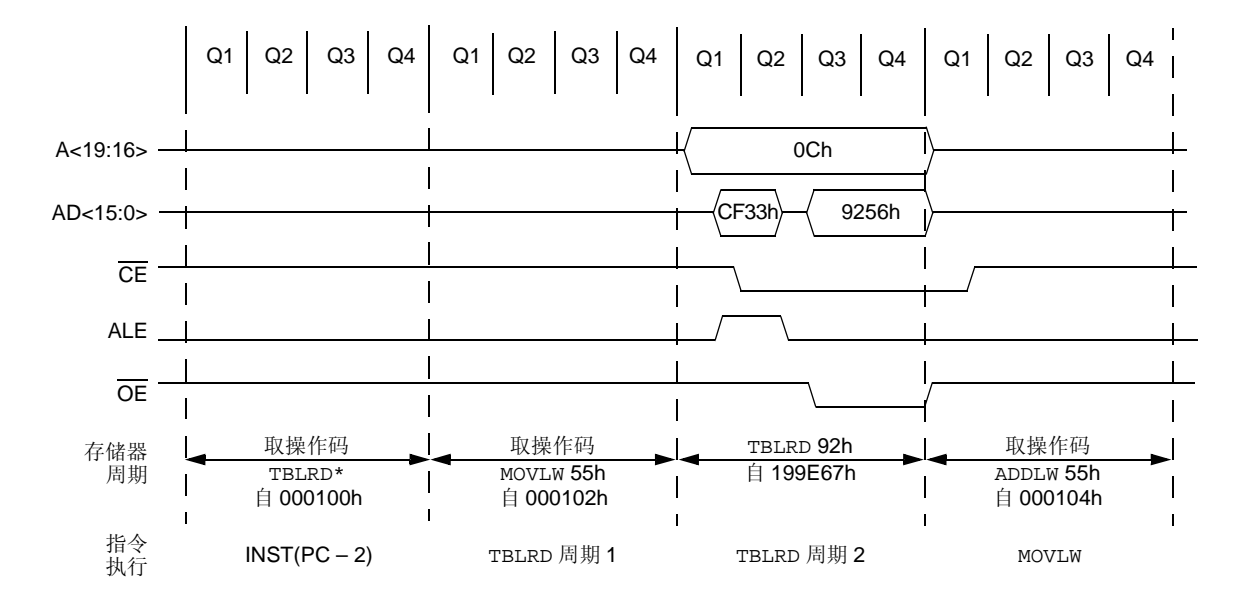 Q1 Q2 Q3 Q4 Q1 Q2 Q3 Q4 Q1 Q2 Q3 Q4 Q1 Q2 Q3 Q4
A<19:16>
0Ch
AD<15:0>
CF33h
9256h
CE
ALE
OE
存储器
周期
取操作码
TBLRD*
自 000100h
取操作码
MOVLW 55h
自 000102h
TBLRD 92h
自 199E67h
取操作码
ADDLW 55h
自 000104h
指令
执行
INST(PC – 2)
TBLRD 周期 1
TBLRD 周期 2
MOVLW